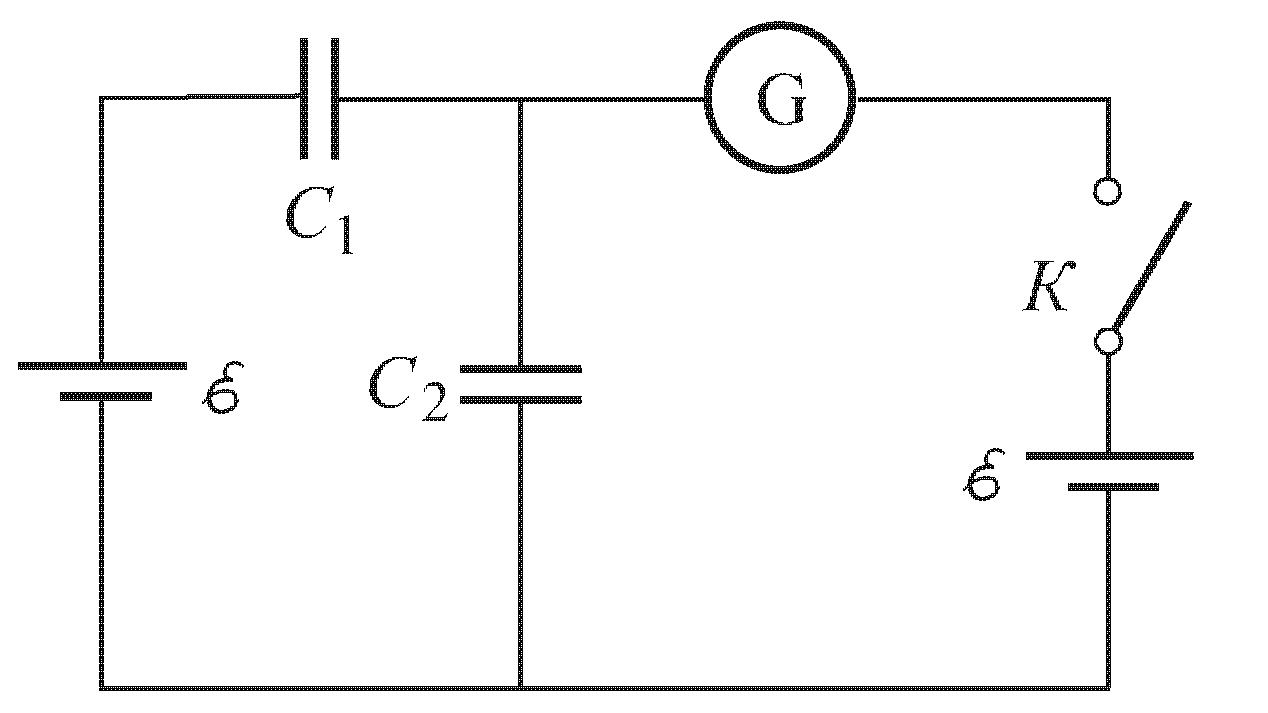 G
C₁
K
C₂
ℰ
ℰ